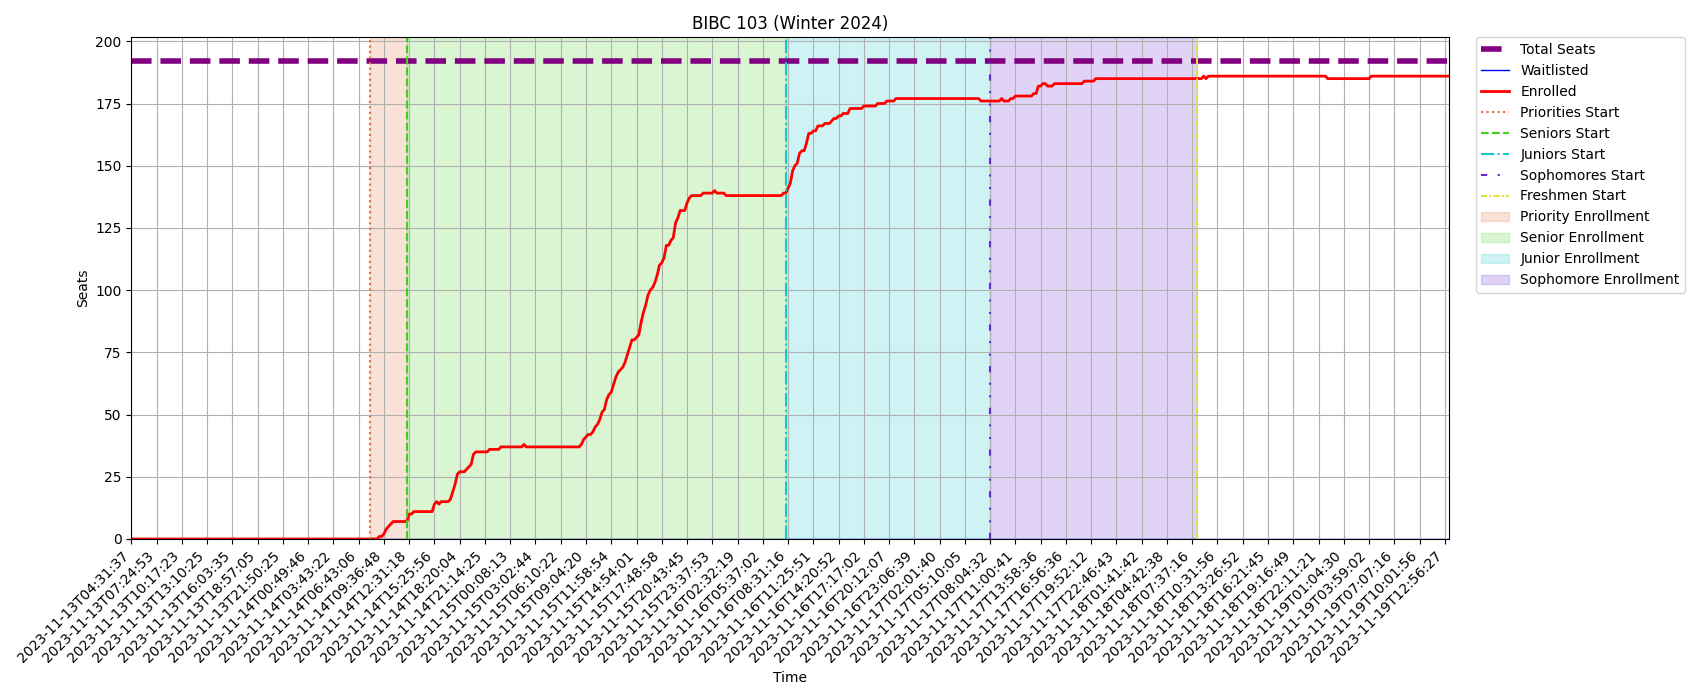 BIBC 103 (Winter 2024)
200
175
150
125
100
75
50
25
0
Seats
2023-11-13T04:31:37
2023-11-13T07:24:53
2023-11-13T10:17:23
2023-11-13T13:10:25
2023-11-13T16:03:35
2023-11-13T18:57:05
2023-11-13T21:50:25
2023-11-14T00:49:46
2023-11-14T03:43:22
2023-11-14T06:43:06
2023-11-14T09:36:48
2023-11-14T12:31:18
2023-11-14T15:25:56
2023-11-14T18:20:04
2023-11-14T21:14:25
2023-11-15T00:08:13
2023-11-15T03:02:44
2023-11-15T06:10:22
2023-11-15T09:04:20
2023-11-15T11:58:54
2023-11-15T14:54:01
2023-11-15T17:48:58
2023-11-15T20:43:45
2023-11-15T23:37:53
2023-11-16T02:32:19
2023-11-16T05:37:02
2023-11-16T08:31:16
2023-11-16T11:25:51
2023-11-16T14:20:52
2023-11-16T17:17:02
2023-11-16T20:12:07
2023-11-16T23:06:39
2023-11-17T02:01:40
2023-11-17T05:10:05
2023-11-17T08:04:32
2023-11-17T11:00:41
2023-11-17T13:58:36
2023-11-17T16:56:36
2023-11-17T19:52:12
2023-11-17T22:46:43
2023-11-18T01:41:42
2023-11-18T04:42:38
2023-11-18T07:37:16
2023-11-18T10:31:56
2023-11-18T13:26:52
2023-11-18T16:21:45
2023-11-18T19:16:49
2023-11-18T22:11:21
2023-11-19T01:04:30
2023-11-19T03:59:02
2023-11-19T07:07:16
2023-11-19T10:01:56
2023-11-19T12:56:27
Time
Total Seats
Waitlisted
Enrolled
Priorities Start
Seniors Start
Juniors Start
Sophomores Start
Freshmen Start
Priority Enrollment
Senior Enrollment
Junior Enrollment
Sophomore Enrollment